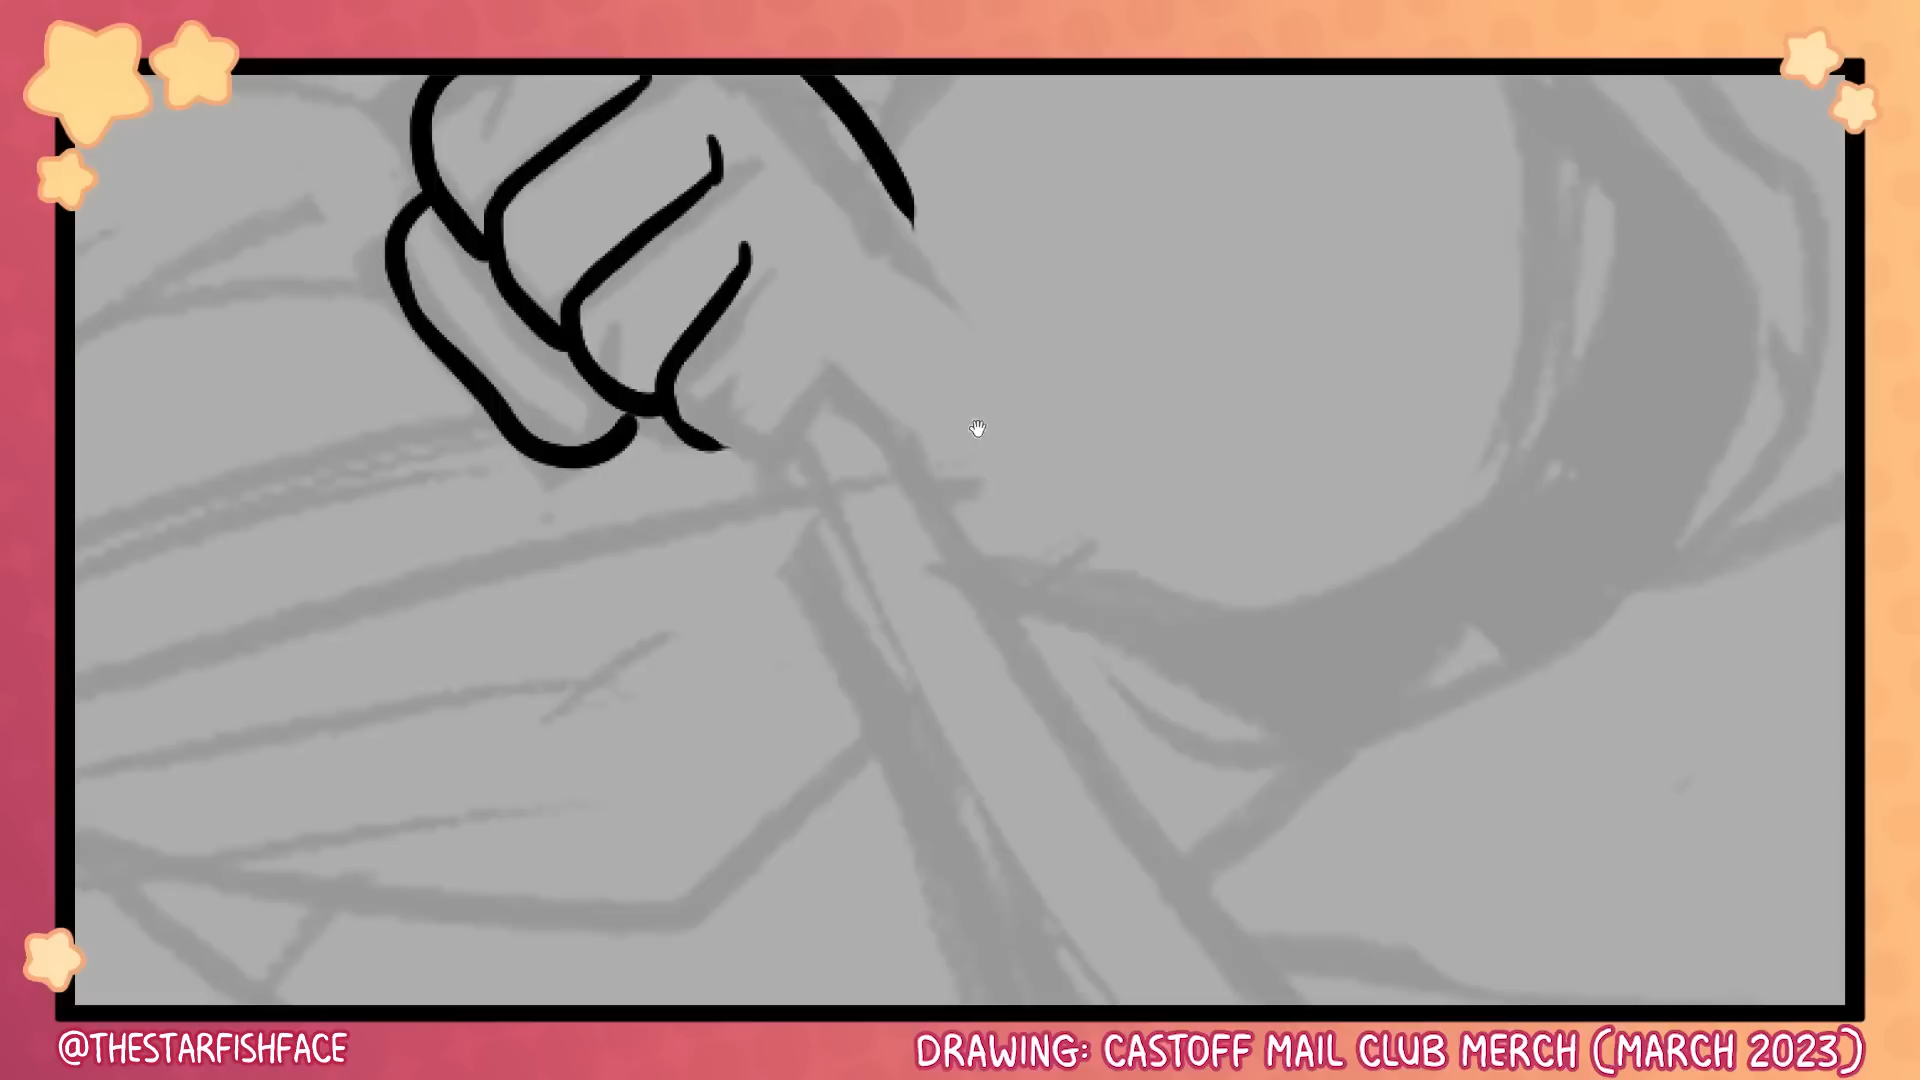 @THESTARFISHFACE
DRAWING: CASTOFF MAIL CLUB MERCH (MARCH 2023)